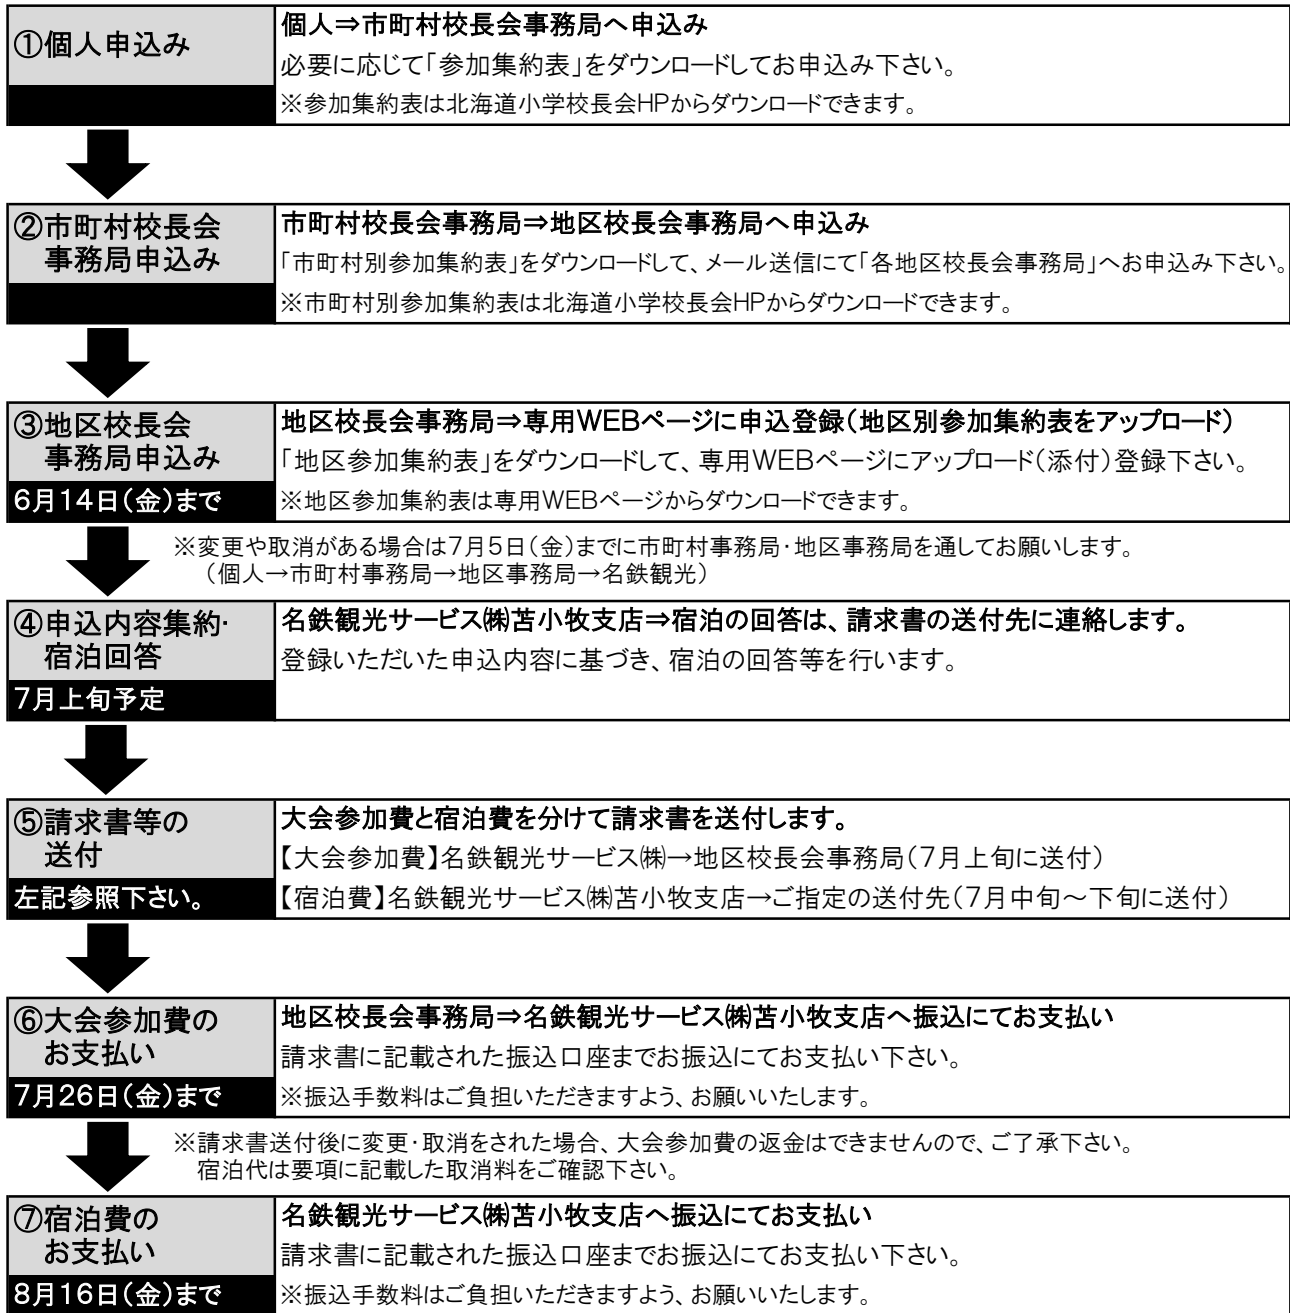 ①個人申込み
個人⇒市町村校長会事務局へ申込み
必要に応じて「参加集約表」をダウンロードしてお申込み下さい。
※参加集約表は北海道小学校長会HPからダウンロードできます。
②市町村校長会
事務局申込み
市町村校長会事務局⇒地区校長会事務局へ申込み
「市町村別参加集約表」をダウンロードして、メール送信にて「各地区校長会事務局」へお申込み下さい。
※市町村別参加集約表は北海道小学校長会HPからダウンロードできます。
③地区校長会
事務局申込み
6月14日(金)まで
地区校長会事務局⇒専用WEBページに申込登録(地区別参加集約表をアップロード)
「地区参加集約表」をダウンロードして、専用WEBページにアップロード(添付)登録下さい。
※地区参加集約表は専用WEBページからダウンロードできます。
※変更や取消がある場合は7月5日(金)までに市町村事務局・地区事務局を通してお願いします。
(個人→市町村事務局→地区事務局→名鉄観光)
④申込内容集約・
宿泊回答
7月上旬予定
名鉄観光サービス㈱苫小牧支店⇒宿泊の回答は、請求書の送付先に連絡します。
登録いただいた申込内容に基づき、宿泊の回答等を行います。
⑤請求書等の
送付
左記参照下さい。
大会参加費と宿泊費を分けて請求書を送付します。
【大会参加費】名鉄観光サービス㈱→地区校長会事務局(7月上旬に送付)
【宿泊費】名鉄観光サービス㈱苫小牧支店→ご指定の送付先(7月中旬~下旬に送付)
⑥大会参加費の
お支払い
7月26日(金)まで
地区校長会事務局⇒名鉄観光サービス㈱苫小牧支店へ振込にてお支払い
請求書に記載された振込口座までお振込にてお支払い下さい。
※振込手数料はご負担いただきますよう、お願いいたします。
※請求書送付後に変更・取消をされた場合、大会参加費の返金はできませんので、ご了承下さい。
宿泊代は要項に記載した取消料をご確認下さい。
⑦宿泊費の
お支払い
8月16日(金)まで
名鉄観光サービス㈱苫小牧支店へ振込にてお支払い
請求書に記載された振込口座までお振込にてお支払い下さい。
※振込手数料はご負担いただきますよう、お願いいたします。